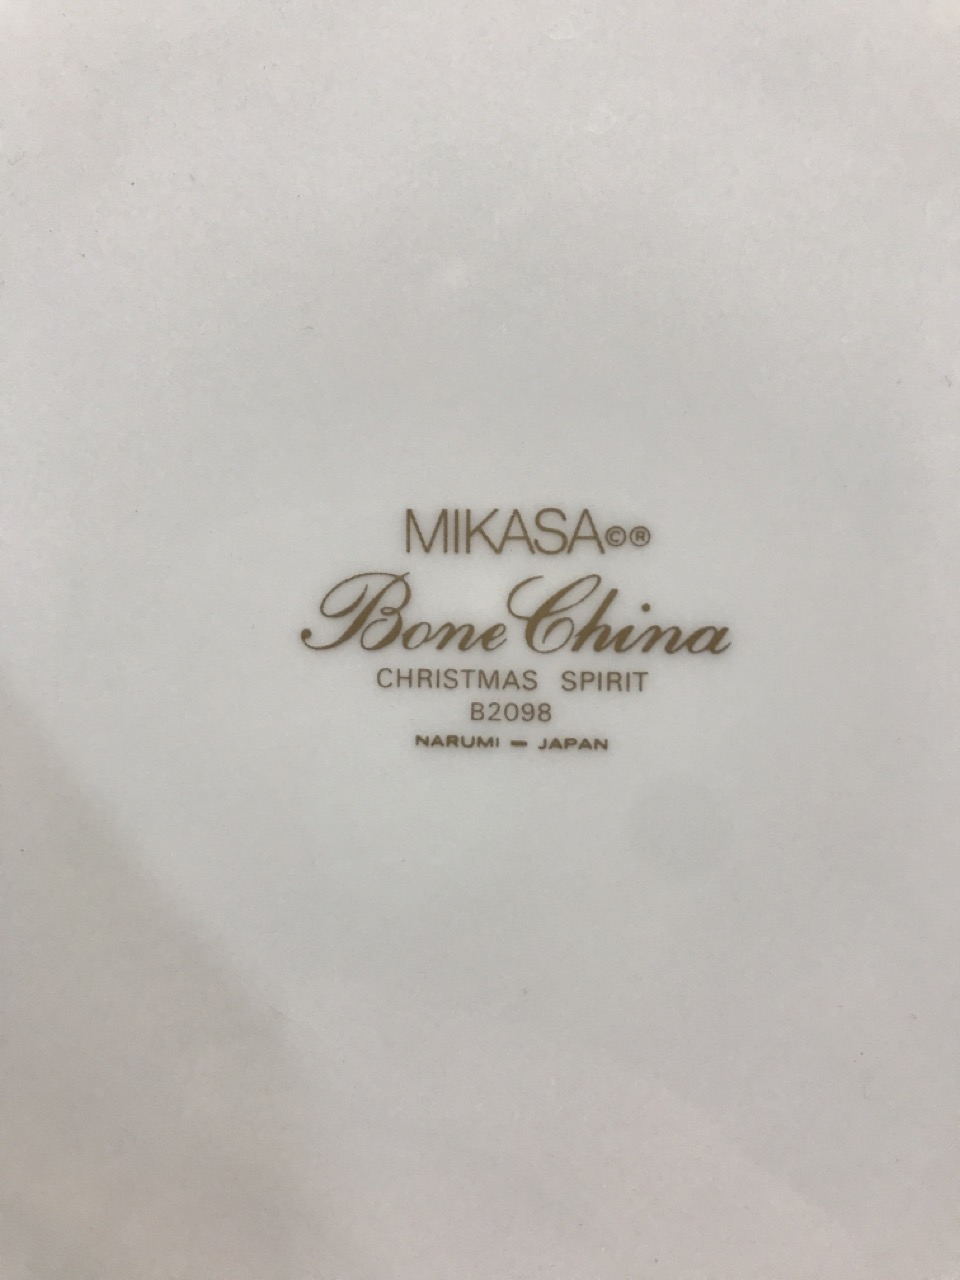 MIKASA©®
Bone China
CHRISTMAS SPIRIT
B2098
NARUMI – JAPAN